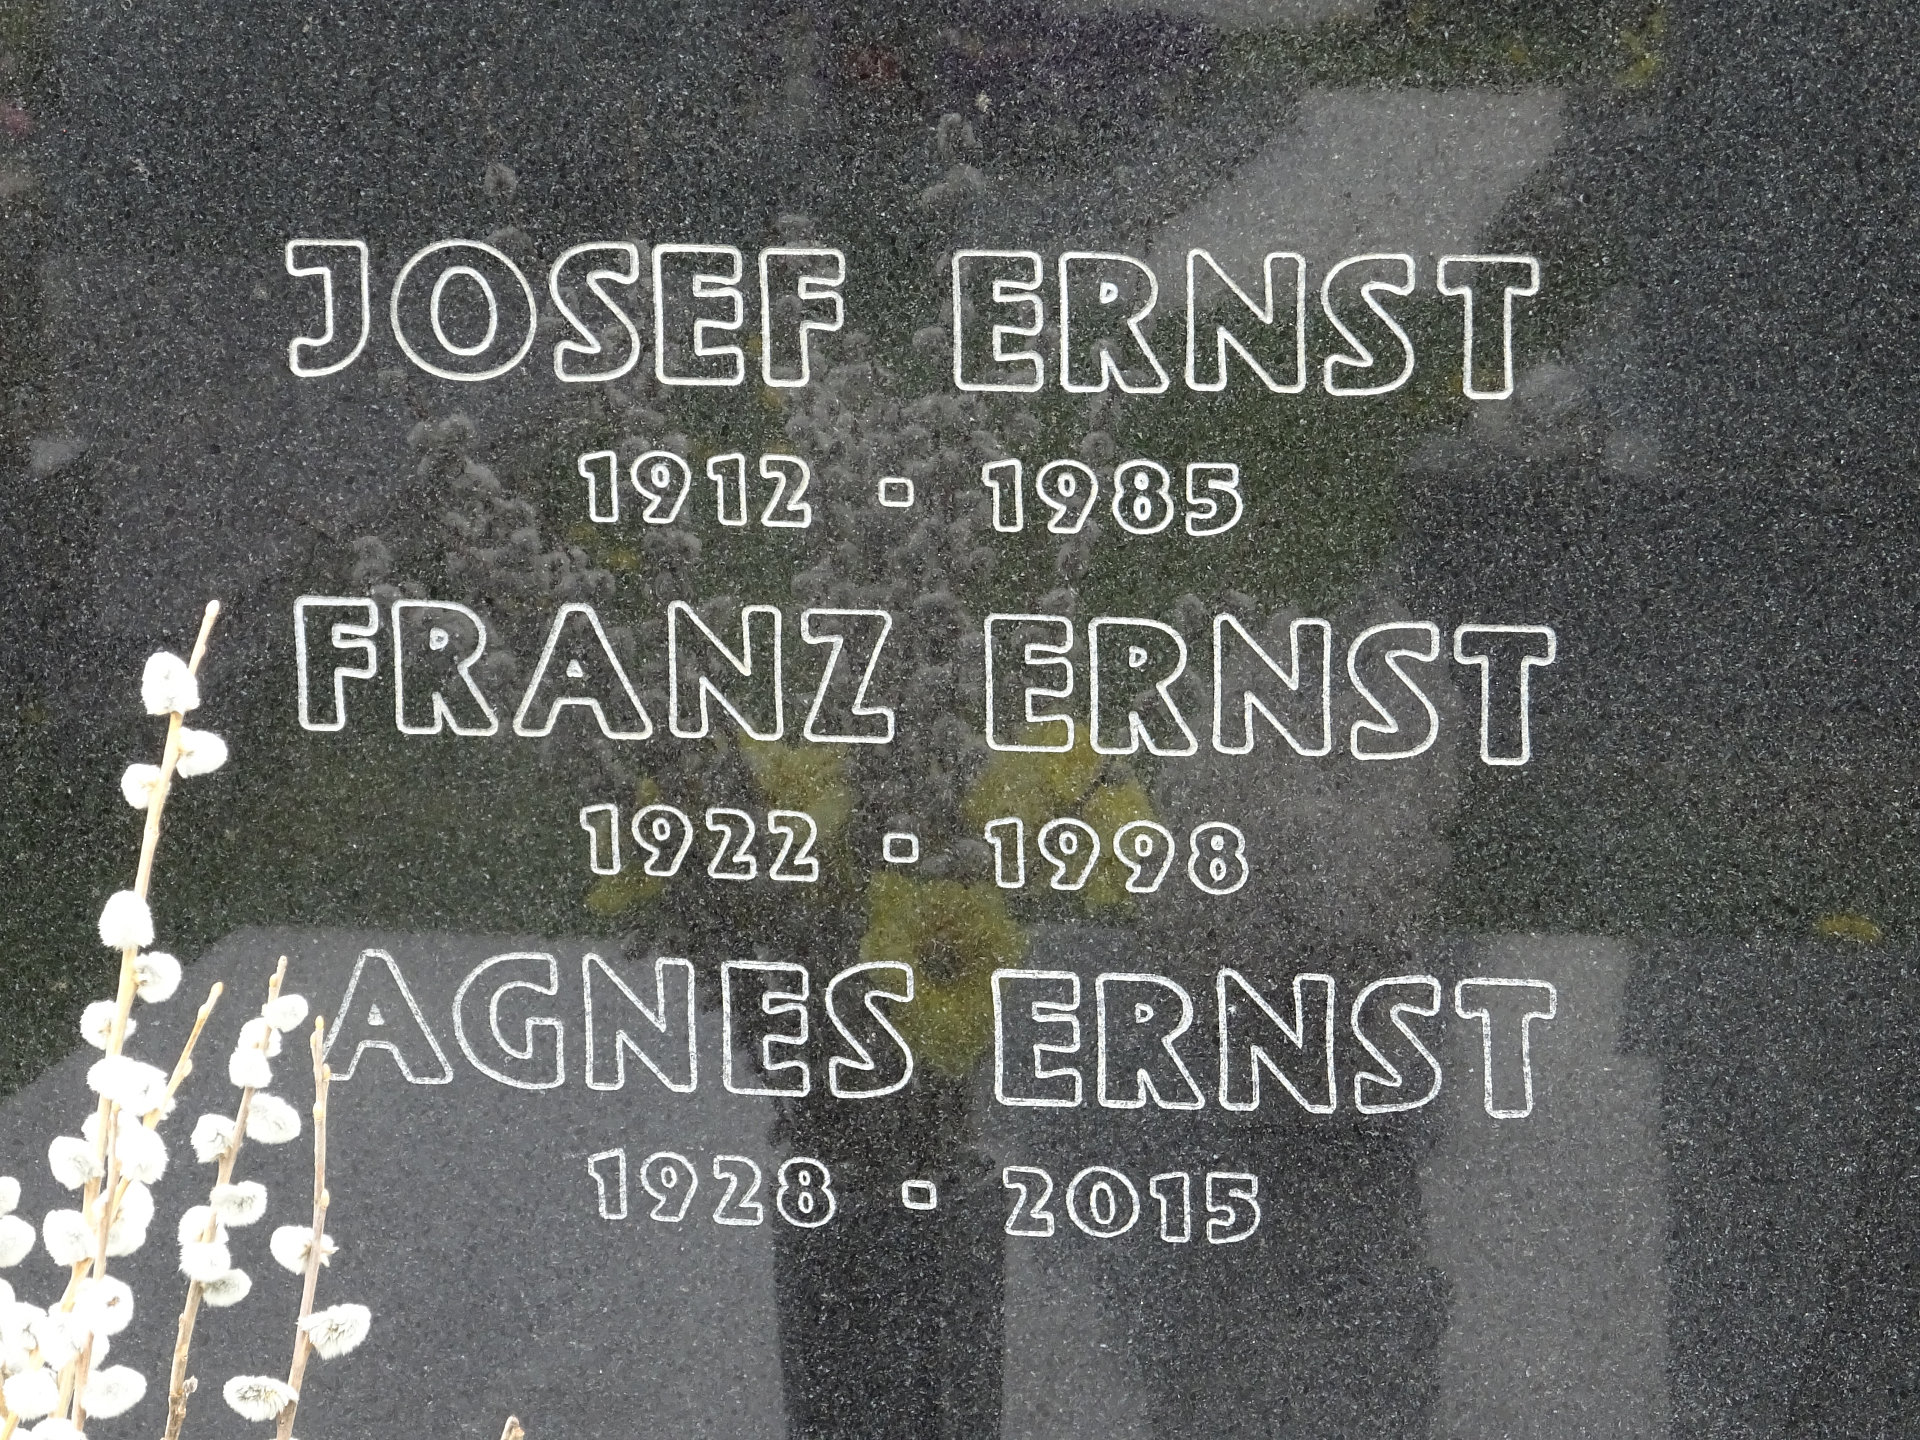 JOSEF ERNST
1912 - 1985
FRANZ ERNST
1922 - 1998
AGNES ERNST
1928 - 2015